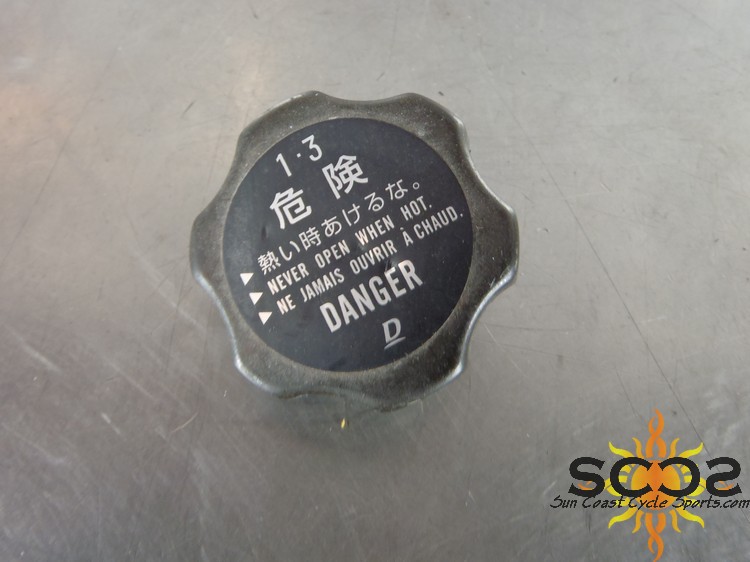 1·3
危険
▶熱い時あけるな。
▶NEVER OPEN WHEN HOT.
▶NE JAMAIS OUVRIR À CHAUD.
DANGER
D
SCCS
Sun Coast Cycle Sports.com